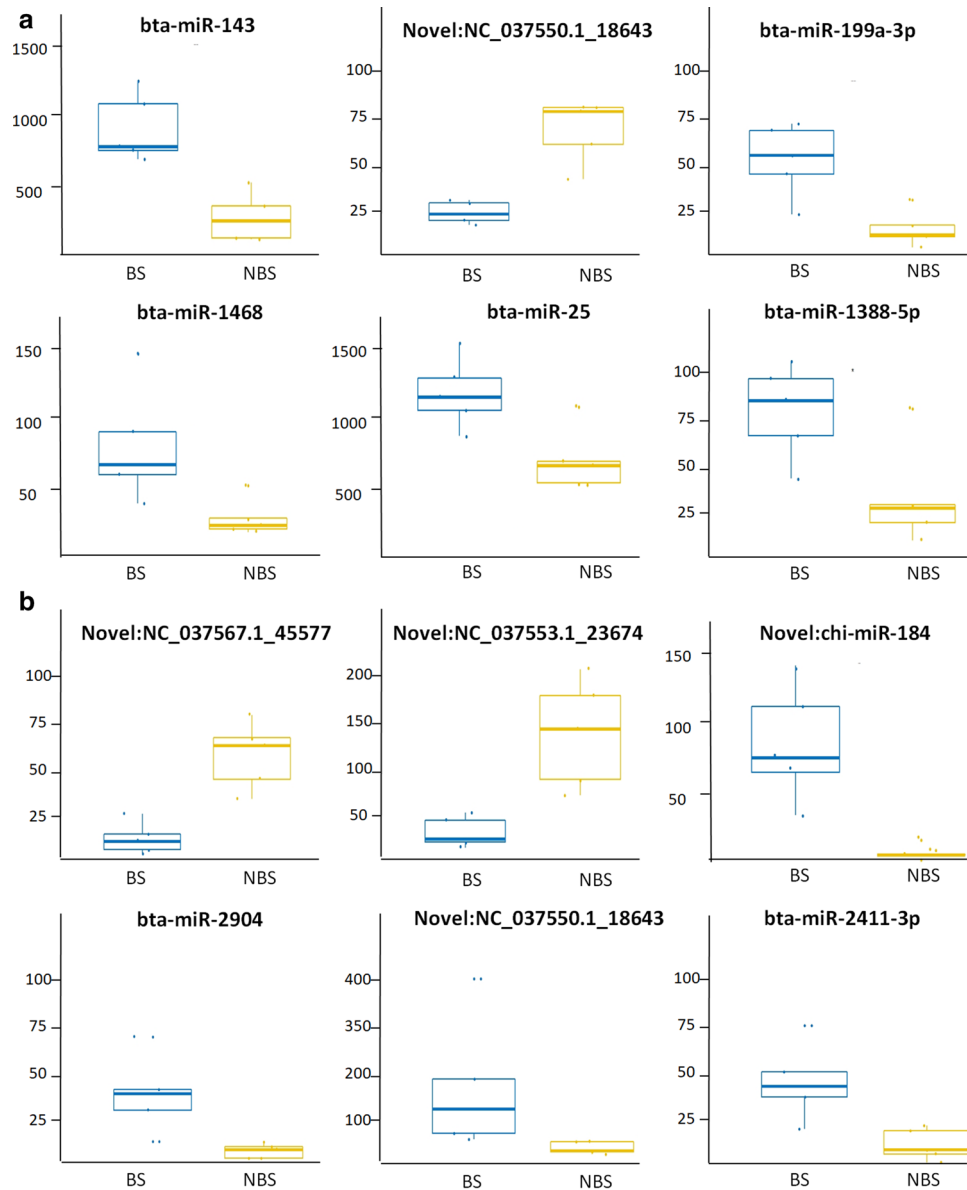 a
bta-miR-143
1500
1000
500
BS
NBS
Novel:NC_037550.1_18643
100
75
50
25
BS
NBS
bta-miR-199a-3p
100
75
50
25
BS
NBS
bta-miR-1468
150
100
50
BS
NBS
bta-miR-25
1500
1000
500
BS
NBS
bta-miR-1388-5p
100
75
50
25
BS
NBS
b
Novel:NC_037567.1_45577
100
75
50
25
BS
NBS
Novel:NC_037553.1_23674
200
150
100
50
BS
NBS
Novel:chi-miR-184
150
100
50
BS
NBS
bta-miR-2904
100
75
50
25
BS
NBS
Novel:NC_037550.1_18643
400
350
200
100
BS
NBS
bta-miR-2411-3p
100
75
50
25
BS
NBS